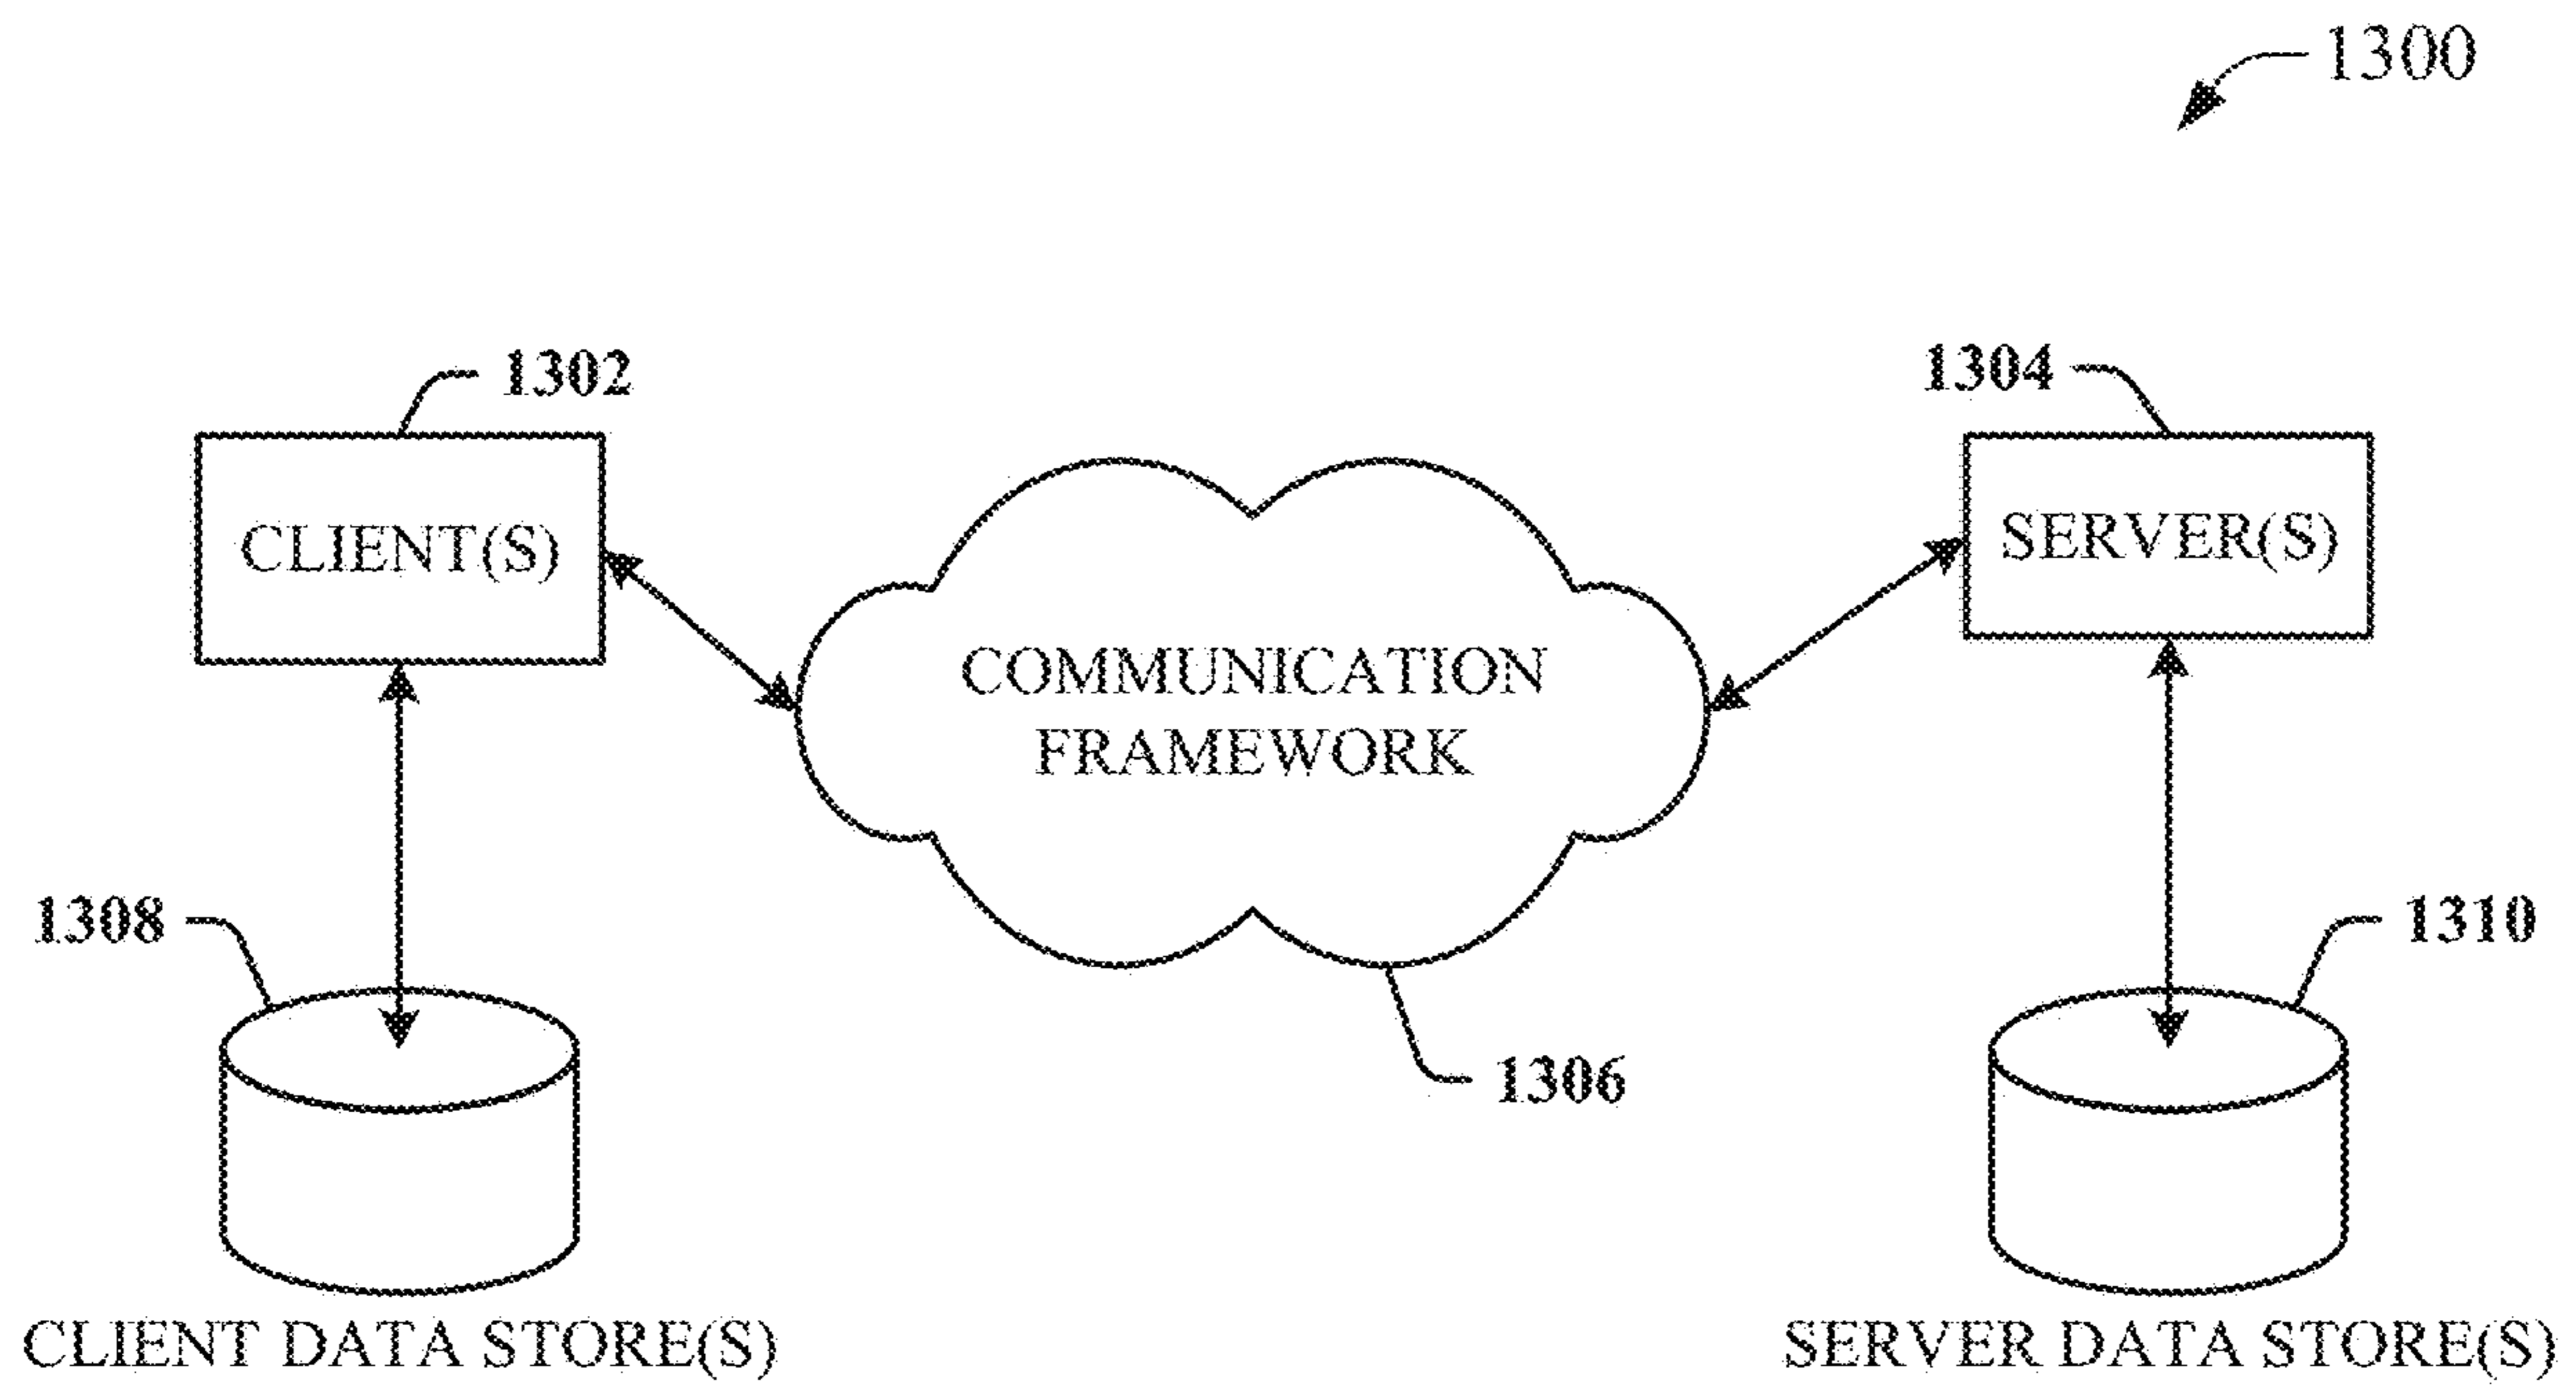 1300
1302
1304
CLIENT(S)
SERVER(S)
COMMUNICATION
FRAMEWORK
1308
1310
1306
CLIENT DATA STORE(S)
SERVER DATA STORE(S)